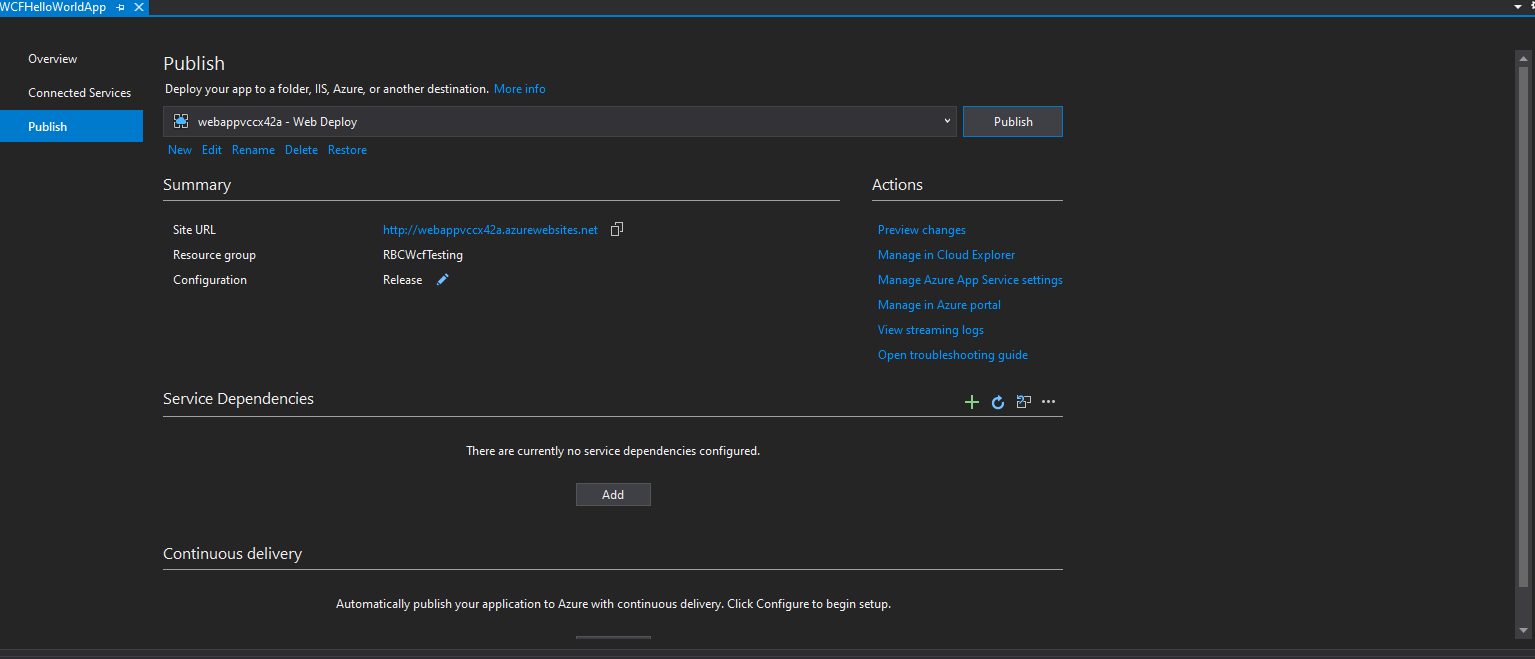 WCFHelloWorldApp
Overview
Connected Services
Publish
Publish
Deploy your app to a folder, IIS, Azure, or another destination. More info
webappvccx42a - Web Deploy
Publish
New Edit Rename Delete Restore
Summary
Site URL http://webappvccx42a.azurewebsites.net
Resource group RBCWcfTesting
Configuration Release
Actions
Preview changes
Manage in Cloud Explorer
Manage Azure App Service settings
Manage in Azure portal
View streaming logs
Open troubleshooting guide
Service Dependencies
There are currently no service dependencies configured.
Add
Continuous delivery
Automatically publish your application to Azure with continuous delivery. Click Configure to begin setup.